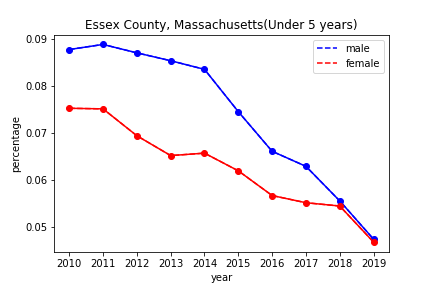 Essex County, Massachusetts(Under 5 years)
male
female
percentage
0.09
0.08
0.07
0.06
0.05
2010 2011 2012 2013 2014 2015 2016 2017 2018 2019
year